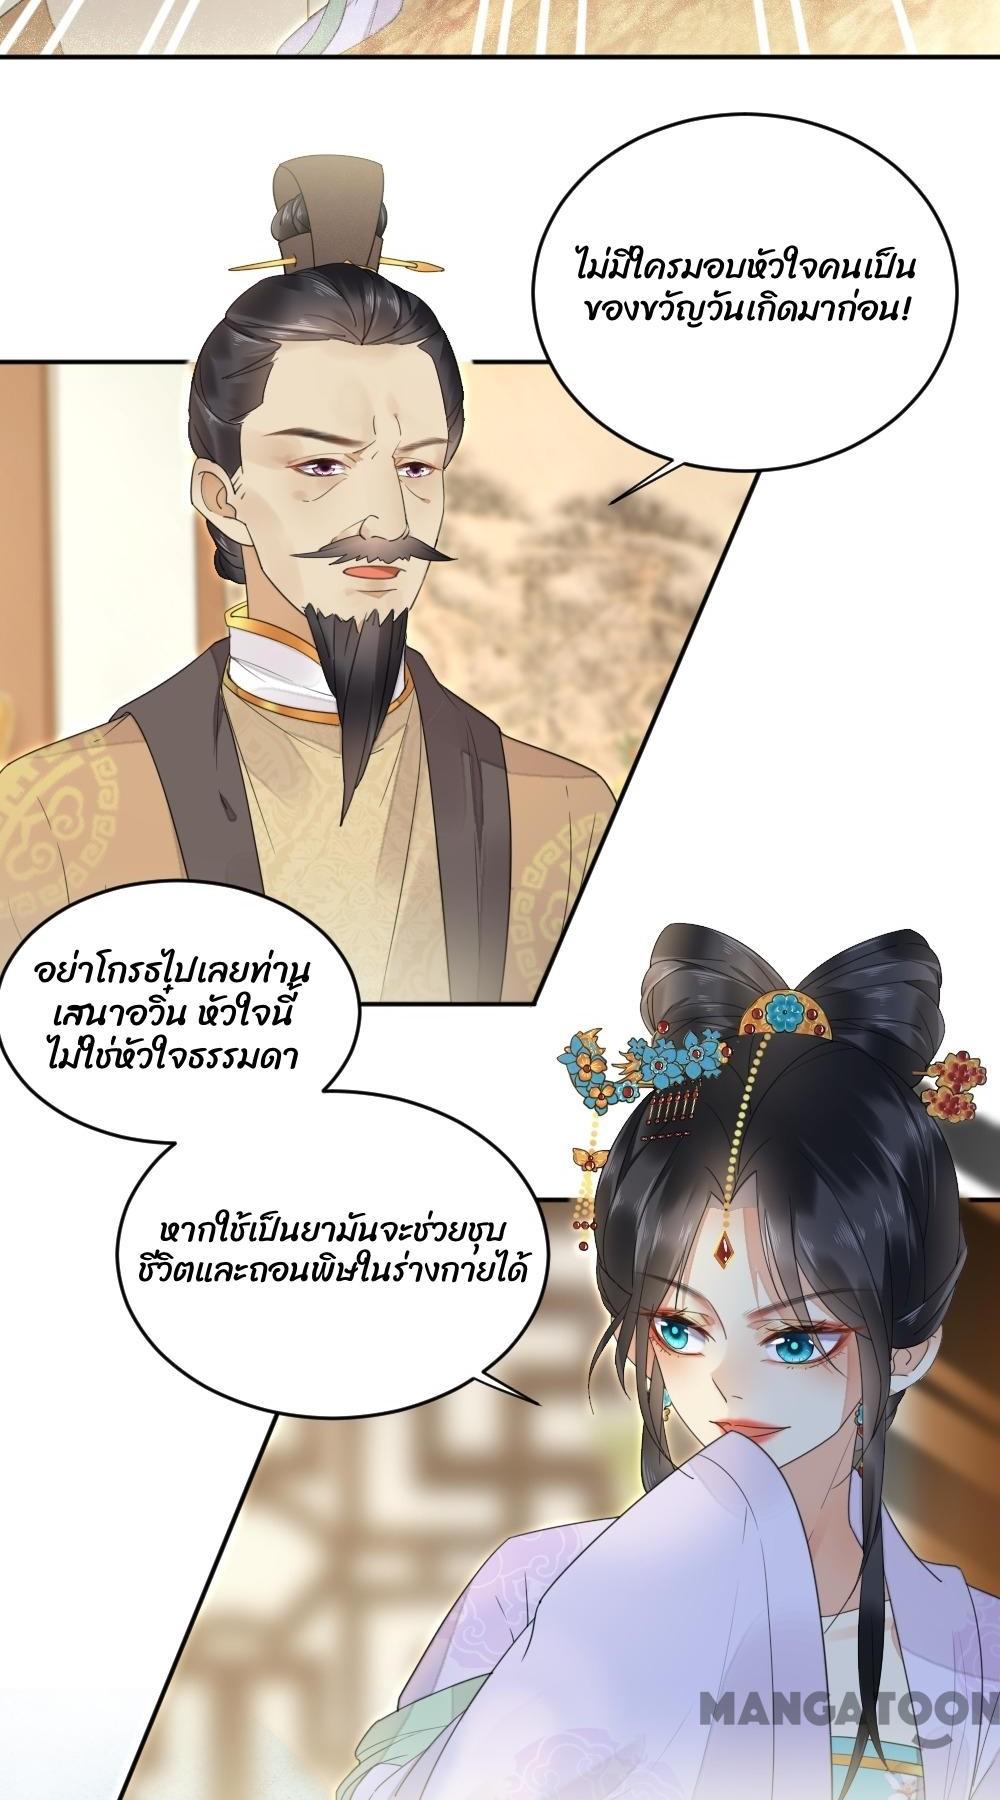 ไม่มีใครมอบหัวใจคนเป็น
ของขวัญวันเกิดมาก่อน!
อย่าโกรธไปเลยท่าน
เสนาอวิ๋น หัวใจนี้
ไม่ใช่หัวใจธรรมดา
หากใช้เป็นยามันจะช่วยชุบ
ชีวิตและถอนพิษในร่างกายได้
MANGATOON